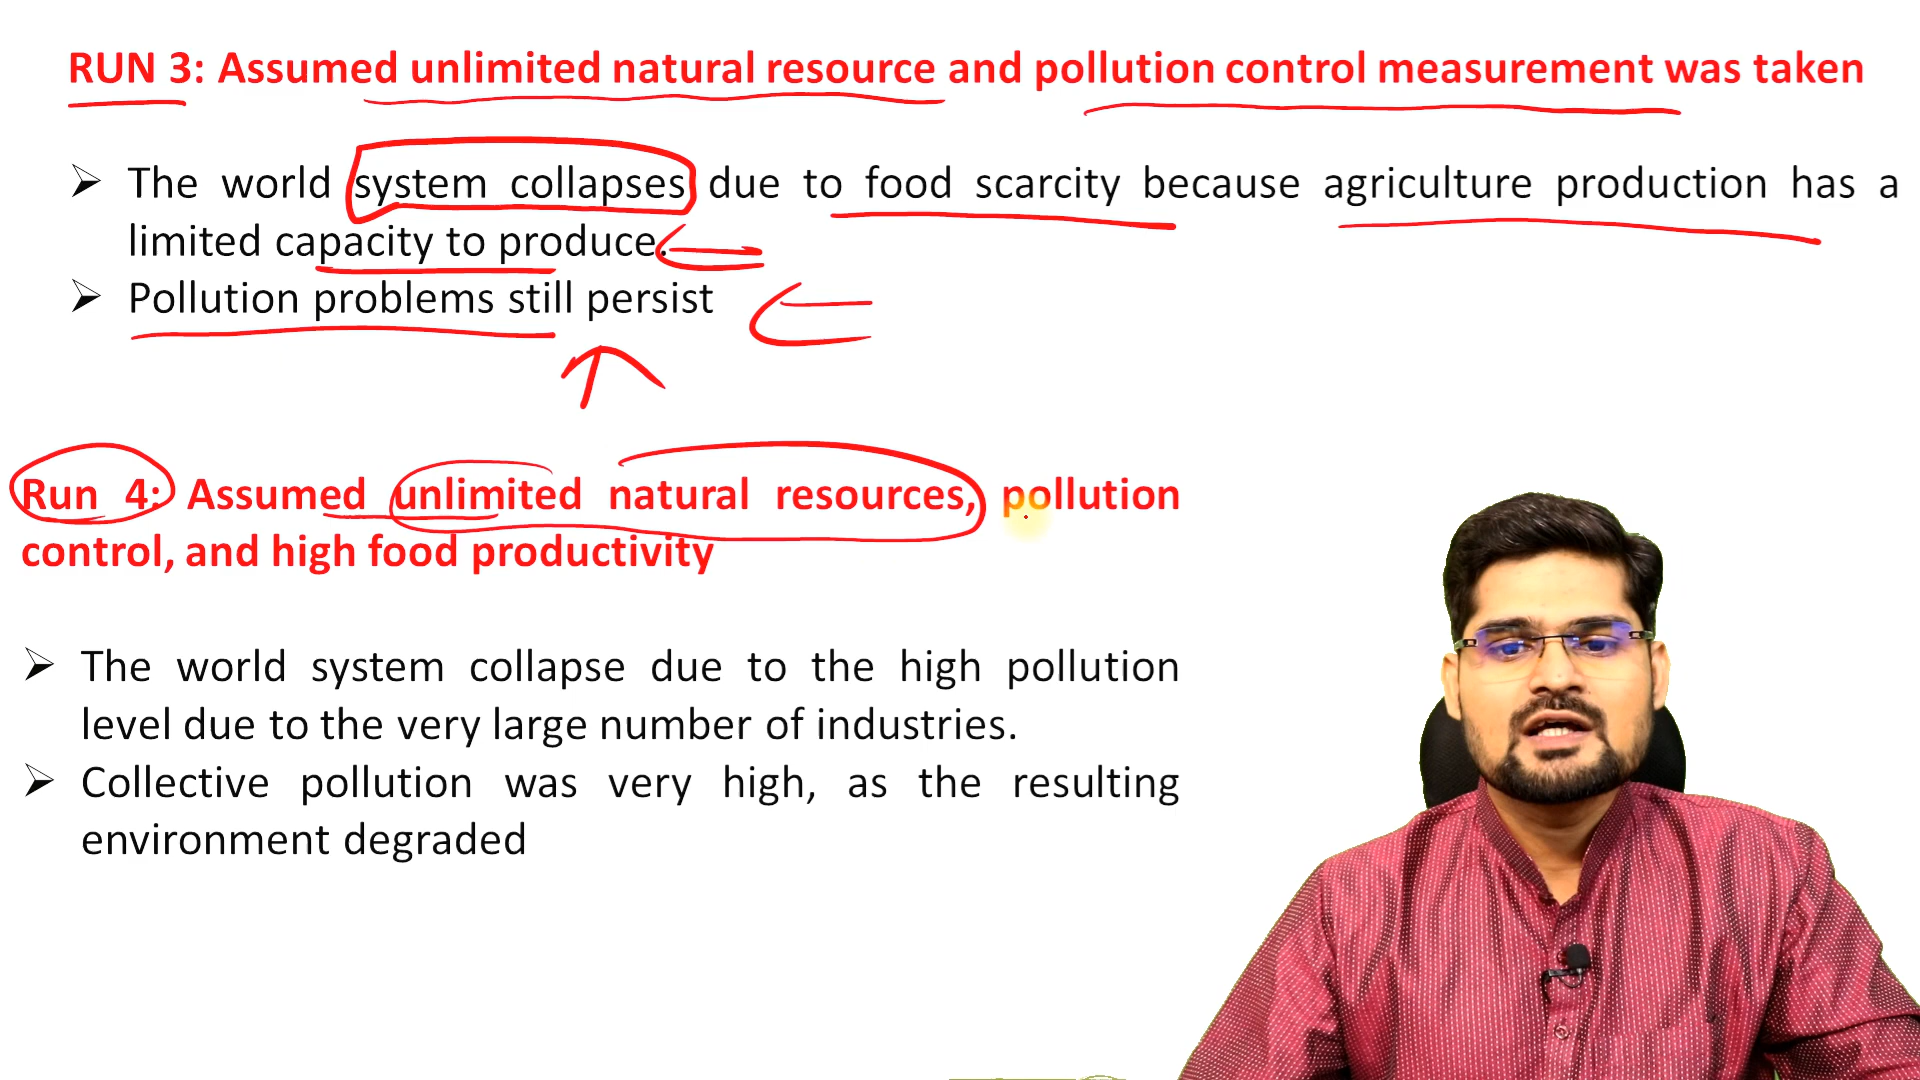 RUN 3: Assumed unlimited natural resource and pollution control measurement was taken
The world system collapses due to food scarcity because agriculture production has a
limited capacity to produce.
Pollution problems still persist
Run 4: Assumed unlimited natural resources, pollution
control, and high food productivity
The world system collapse due to the high pollution
level due to the very large number of industries.
Collective pollution was very high, as the resulting
environment degraded